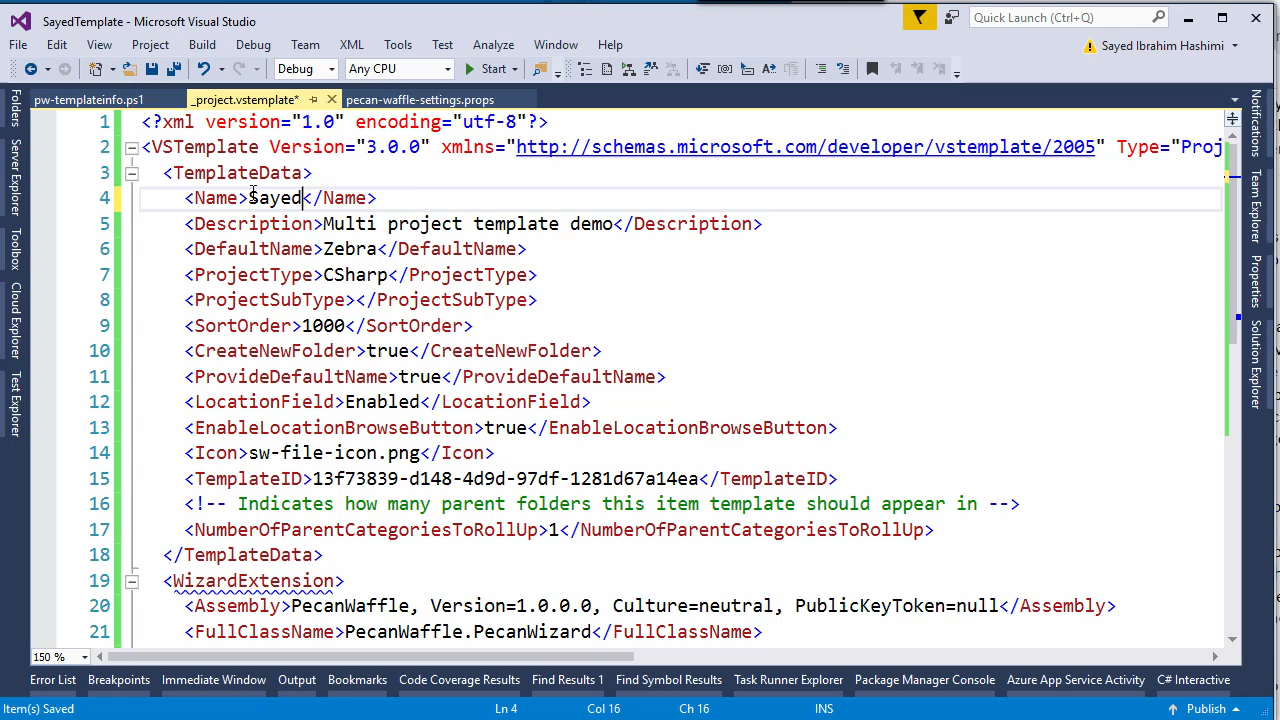 SayedTemplate - Microsoft Visual Studio
Quick Launch (Ctrl+Q)
File Edit View Project Build Debug Team XML Tools Test Analyze Window Help
Sayed Ibrahim Hashimi
Debug Any CPU Start
pw-templateinfo.ps1 _project.vstemplate* pecan-waffle-settings.props
Folders
Server Explorer
Toolbox
Cloud Explorer
Test Explorer
1 <?xml version="1.0" encoding="utf-8"?>
2 <VSTemplate Version="3.0.0" xmlns="http://schemas.microsoft.com/developer/vstemplate/2005" Type="Proj
3 <TemplateData>
4 <Name>Sayed</Name>
5 <Description>Multi project template demo</Description>
6 <DefaultName>Zebra</DefaultName>
7 <ProjectType>CSharp</ProjectType>
8 <ProjectSubType></ProjectSubType>
9 <SortOrder>1000</SortOrder>
10 <CreateNewFolder>true</CreateNewFolder>
11 <ProvideDefaultName>true</ProvideDefaultName>
12 <LocationField>Enabled</LocationField>
13 <EnableLocationBrowseButton>true</EnableLocationBrowseButton>
14 <Icon>sw-file-icon.png</Icon>
15 <TemplateID>13f73839-d148-4d9d-97df-1281d67a14ea</TemplateID>
16 <!-- Indicates how many parent folders this item template should appear in -->
17 <NumberOfParentCategoriesToRollUp>1</NumberOfParentCategoriesToRollUp>
18 </TemplateData>
19 <WizardExtension>
20 <Assembly>PecanWaffle, Version=1.0.0.0, Culture=neutral, PublicKeyToken=null</Assembly>
21 <FullClassName>PecanWaffle.PecanWizard</FullClassName>
Notifications
Team Explorer
Properties
Solution Explorer
150 %
Error List Breakpoints Immediate Window Output Bookmarks Code Coverage Results Find Results 1 Find Symbol Results Task Runner Explorer Package Manager Console Azure App Service Activity C# Interactive
Item(s) Saved Ln 4 Col 16 Ch 16 INS Publish